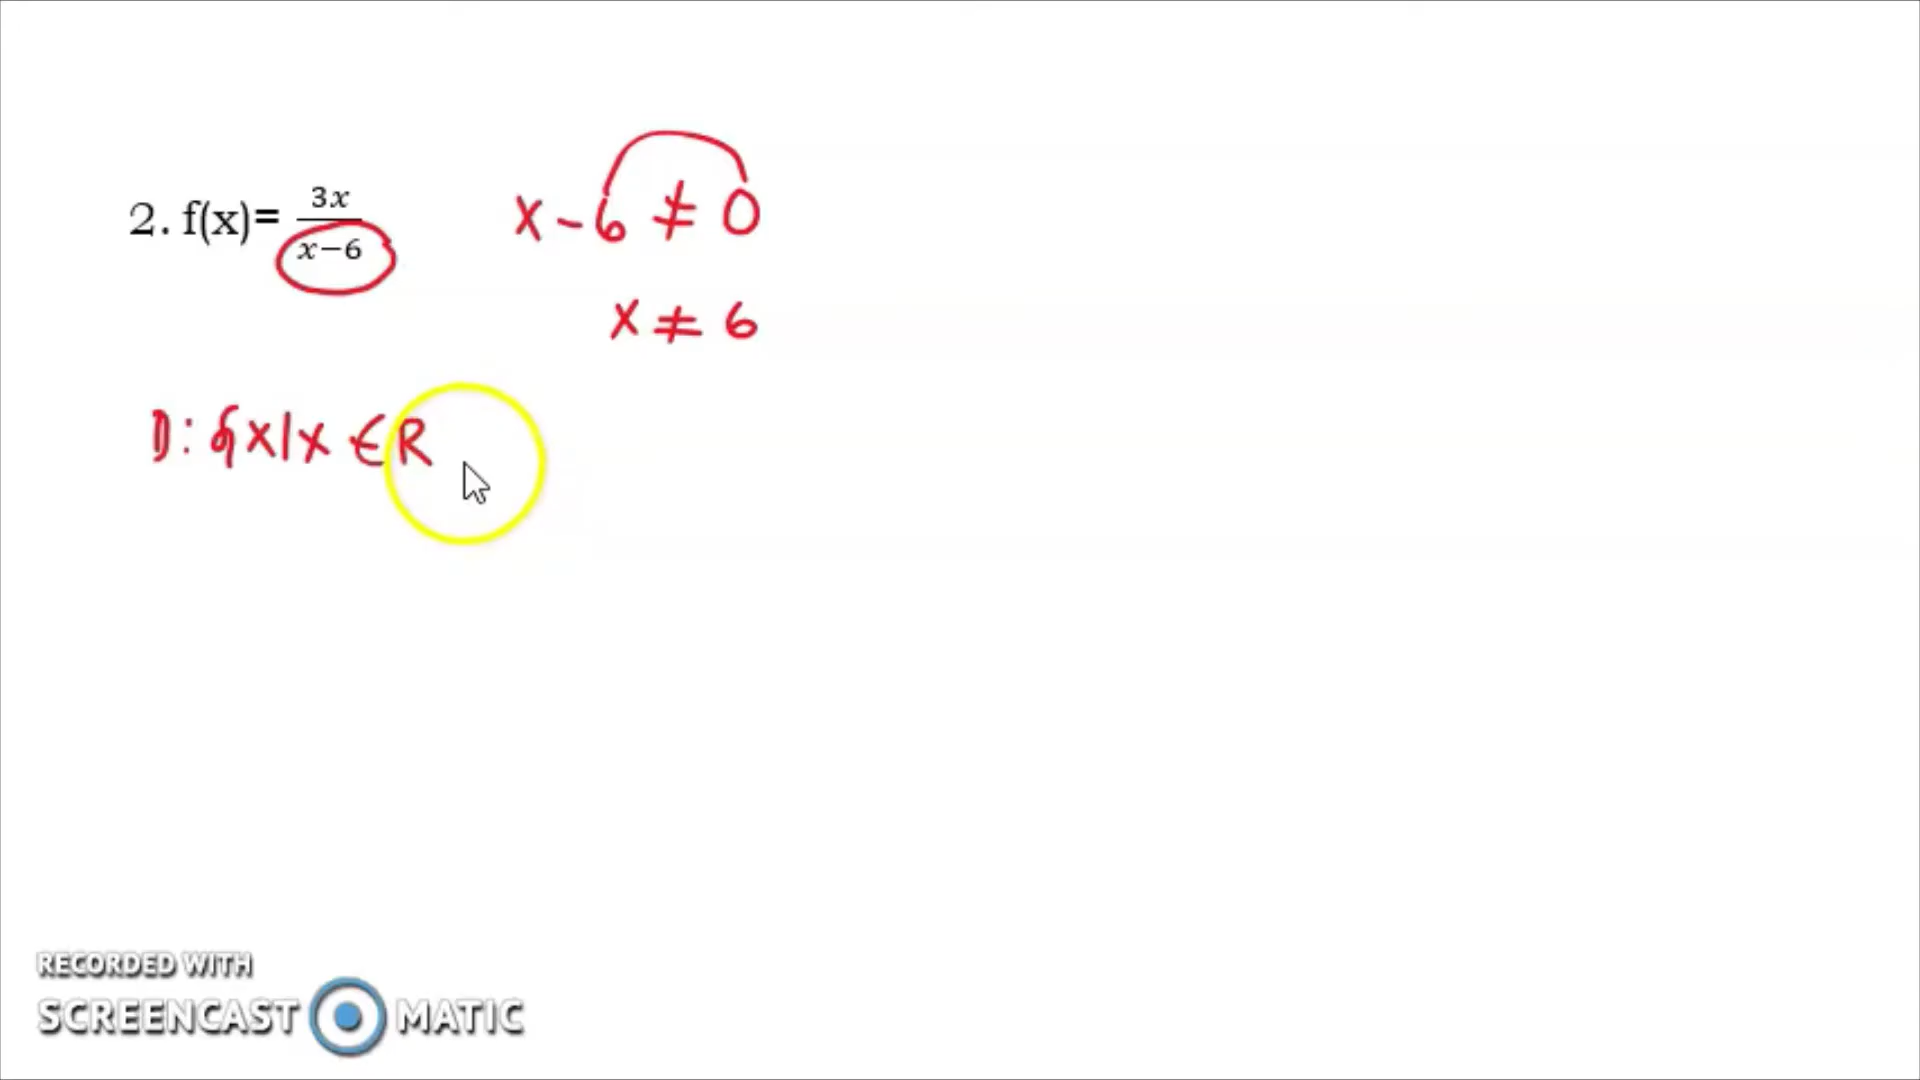 2. f(x)= 3x/x−6
x - 6 ≠ 0
x ≠ 6
D: {x|x ∈ R
RECORDED WITH
SCREENCAST MATIC